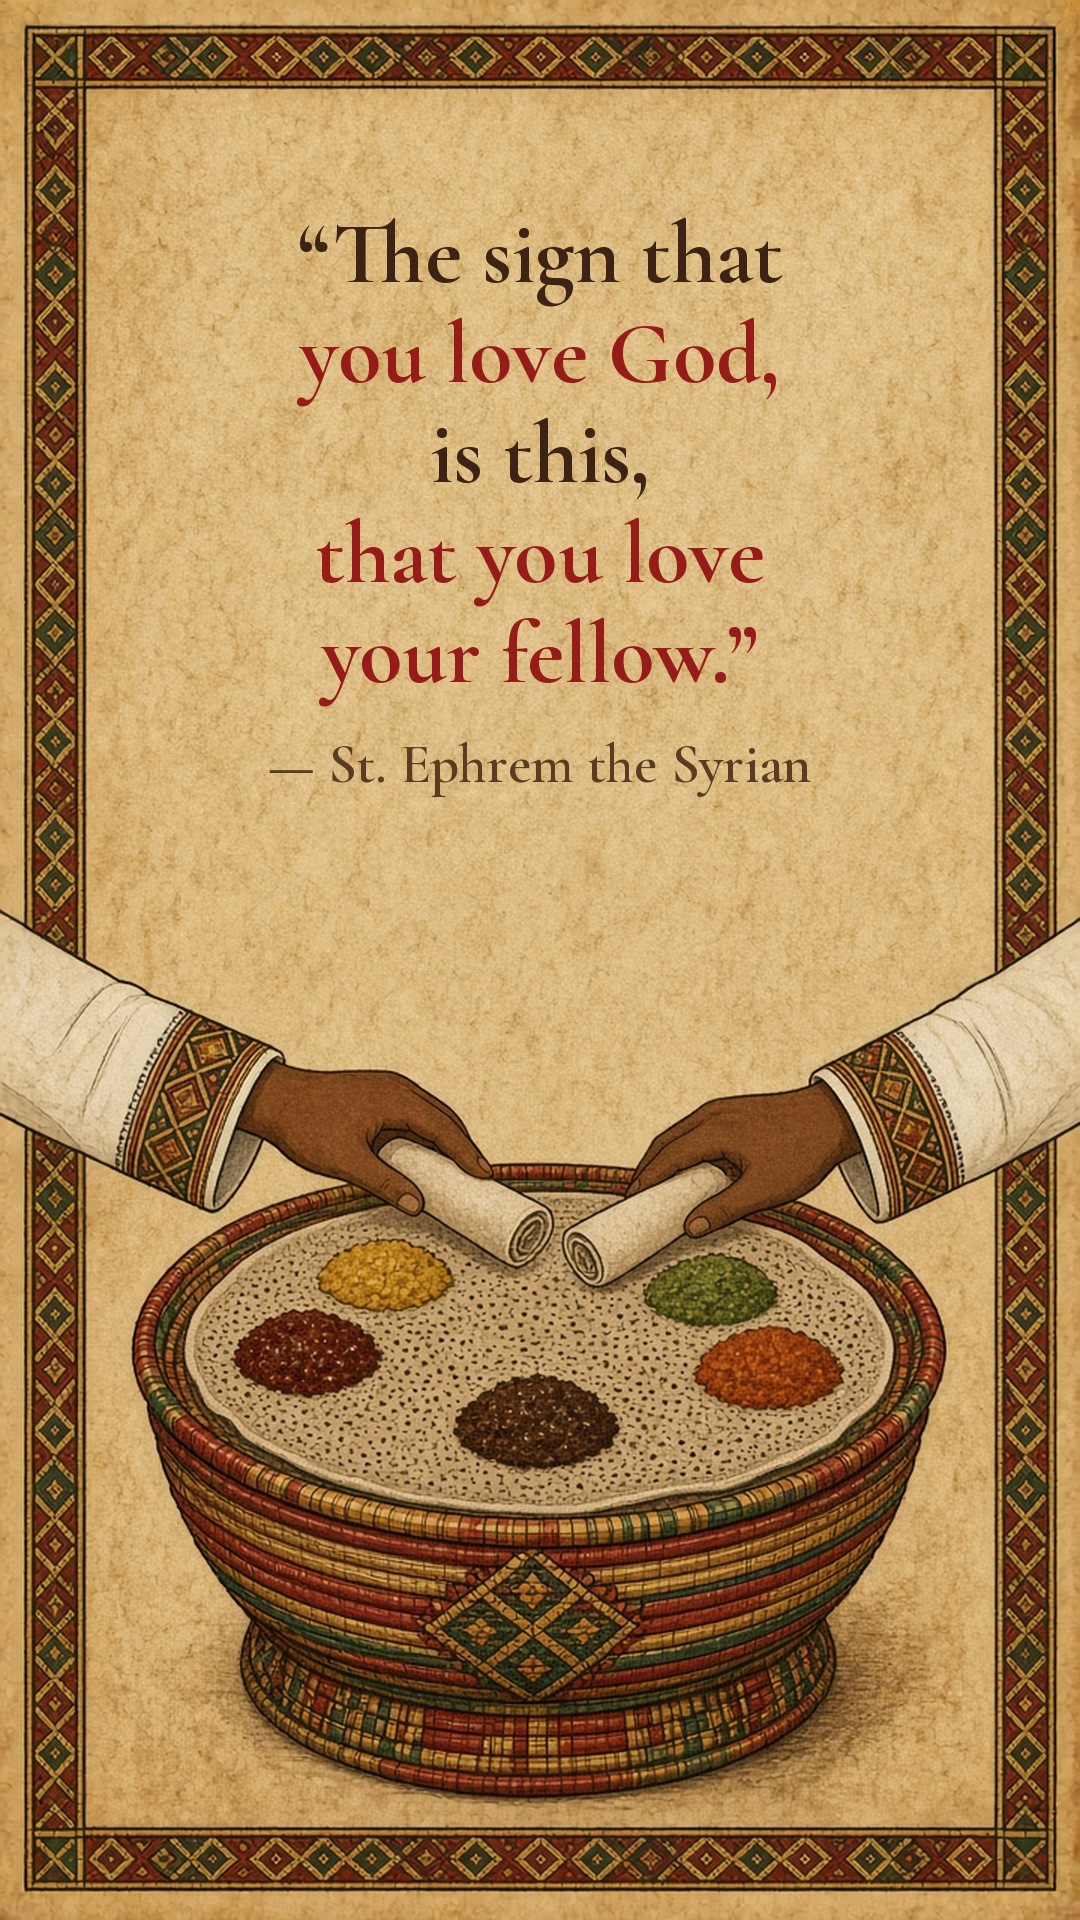 “The sign that
you love God,
is this,
that you love
your fellow.”
— St. Ephrem the Syrian